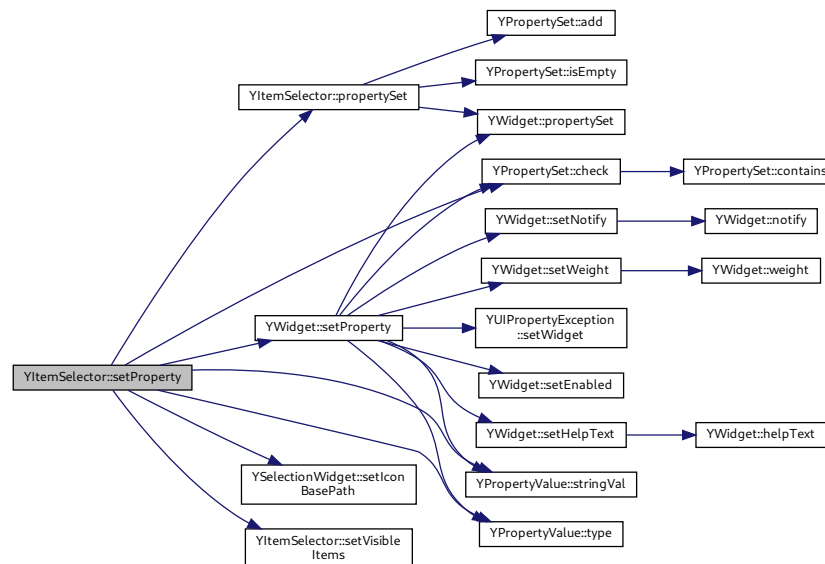 YPropertySet::add
YPropertySet::isEmpty
YItemSelector::propertySet
YWidget::propertySet
YPropertySet::check
YPropertySet::contains
YWidget::setNotify
YWidget::notify
YWidget::setWeight
YWidget::weight
YWidget::setProperty
YUIPropertyException
::setWidget
YItemSelector::setProperty
YWidget::setEnabled
YWidget::setHelpText
YWidget::helpText
YSelectionWidget::setIcon
BasePath
YPropertyValue::stringVal
YItemSelector::setVisible
Items
YPropertyValue::type